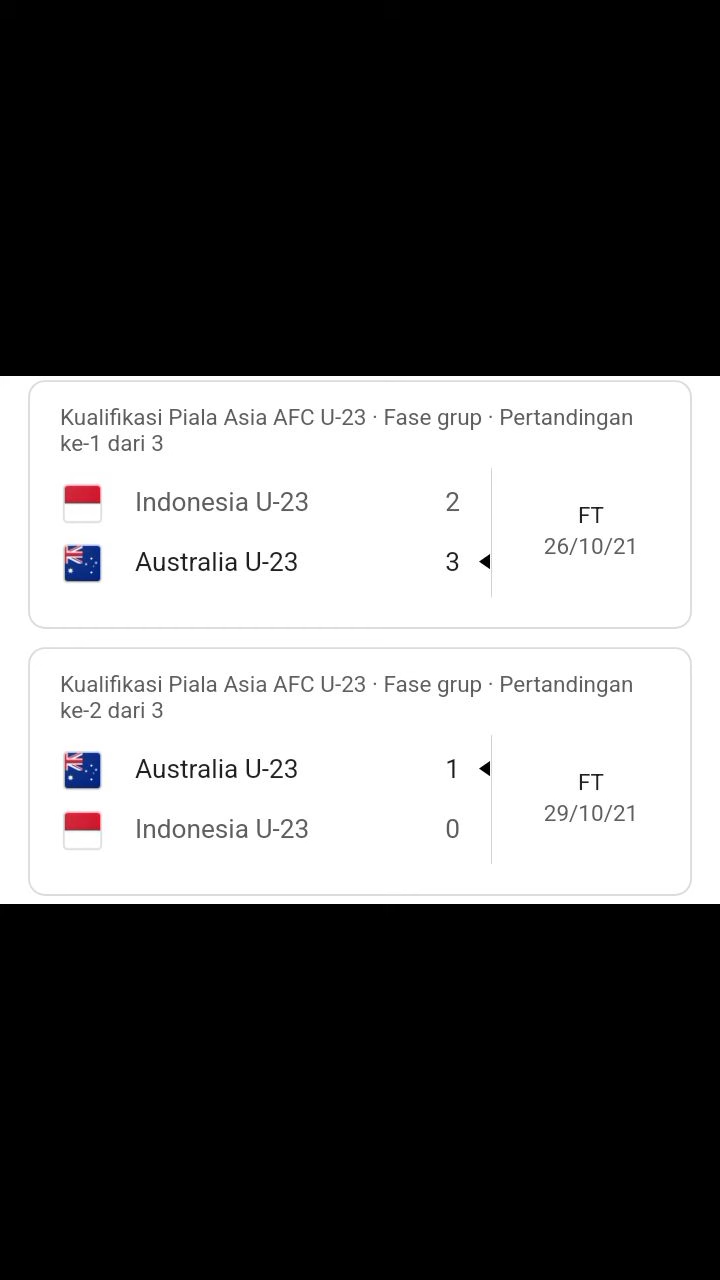 Kualifikasi Piala Asia AFC U-23 · Fase grup · Pertandingan
ke-1 dari 3
Indonesia U-23 2
Australia U-23 3
FT
26/10/21
Kualifikasi Piala Asia AFC U-23 · Fase grup · Pertandingan
ke-2 dari 3
Australia U-23 1
Indonesia U-23 0
FT
29/10/21